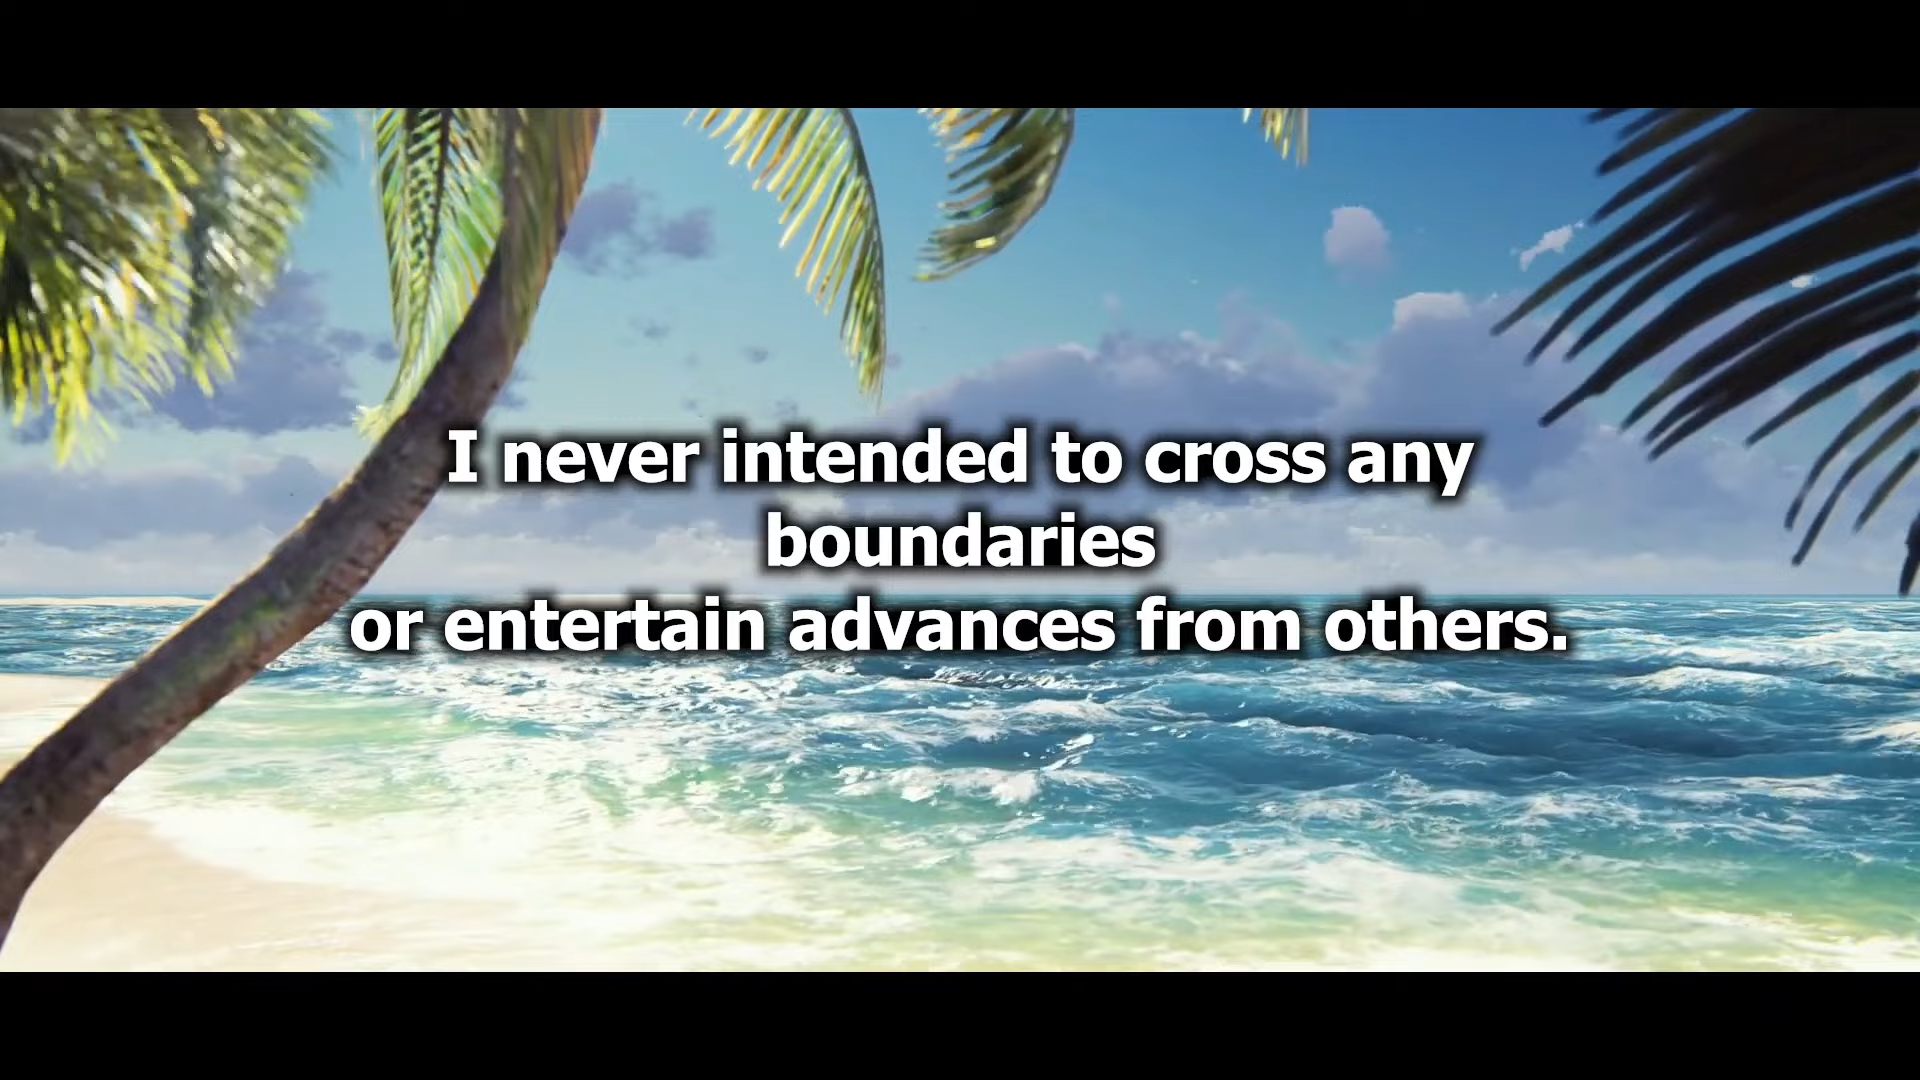 I never intended to cross any
boundaries
or entertain advances from others.